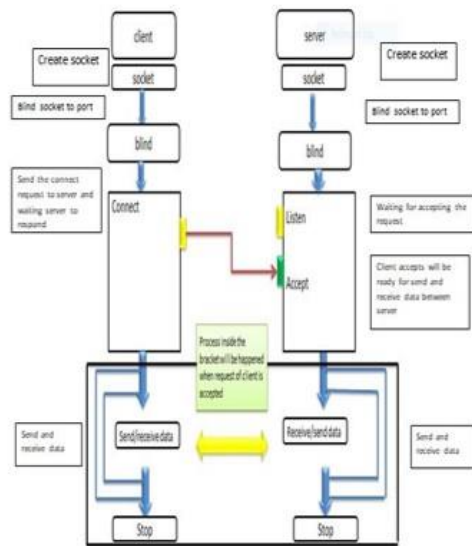 client
server
Create socket
Create socket
socket
socket
Blind socket to port
Blind socket to port
blind
blind
Send the connect
request to server and
waiting server to
respond
Connect
Listen
Accept
Waiting for accepting the
request
Client accepts will be
ready for send and
receive data between
server
Process inside the
bracket will be happened
when request of client is
accepted
Send and
receive data
Send/receive data
Receive/send data
Send and
receive data
Stop
Stop